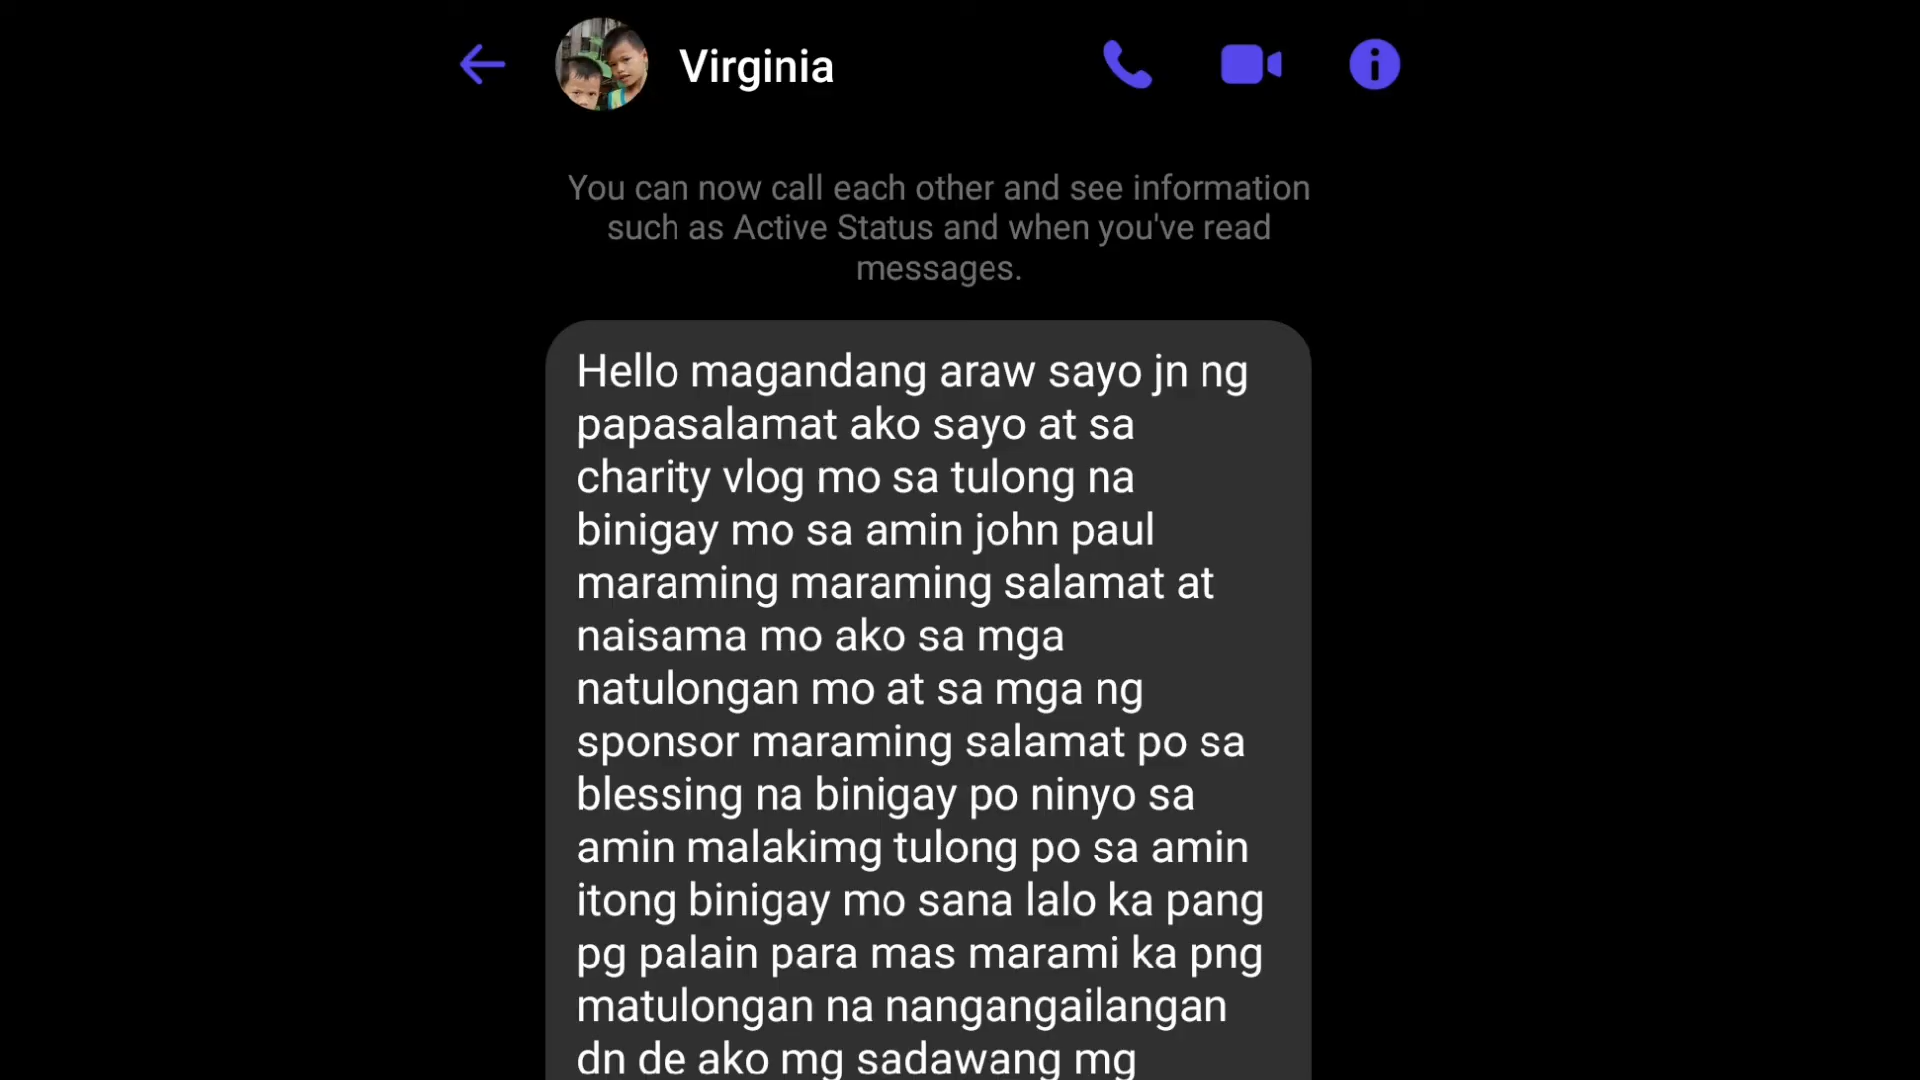 Virginia
You can now call each other and see information
such as Active Status and when you've read
messages.
Hello magandang araw sayo jn ng
papasalamat ako sayo at sa
charity vlog mo sa tulong na
binigay mo sa amin john paul
maraming maraming salamat at
naisama mo ako sa mga
natulongan mo at sa mga ng
sponsor maraming salamat po sa
blessing na binigay po ninyo sa
amin malakimg tulong po sa amin
itong binigay mo sana lalo ka pang
pg palain para mas marami ka png
matulongan na nangangailangan
dn de ako mg sadawang mg